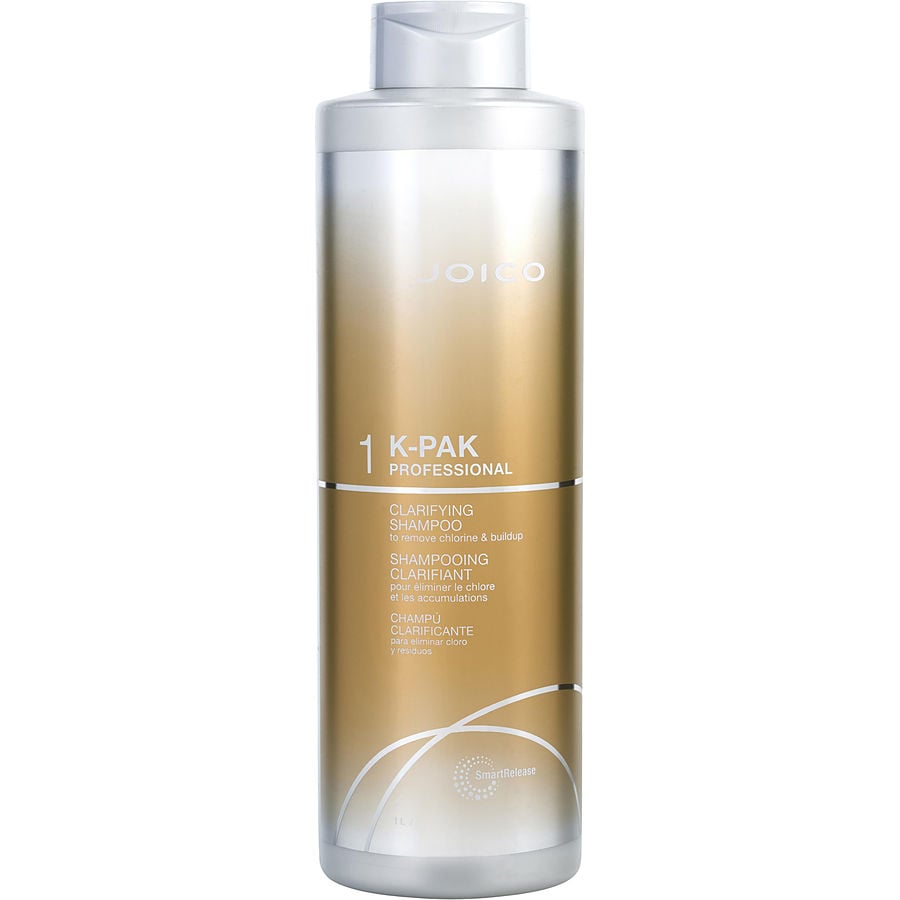 JOICO
1 K-PAK
PROFESSIONAL
CLARIFYING
SHAMPOO
to remove chlorine & buildup
SHAMPOOING
CLARIFIANT
pour éliminer le chlore
et les accumulations
CHAMPÚ
CLARIFICANTE
para eliminar cloro
y residuos
SmartRelease
1L